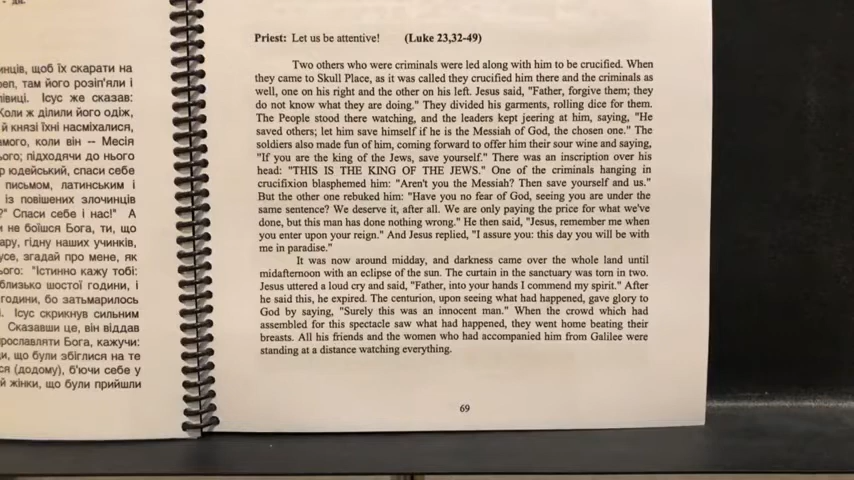 инців, щоб їх скарати на
еп, там його розіп'яли і
івиці. Ісус же сказав:
Коли ж ділили його одіж,
й князі їхні насміхалися,
амого, коли він -- Месія
ого; підходячи до нього
р юдейський, спаси себе
письмом, латинським і
із повішених злочинців
?" Спаси себе і нас!" А
и не боїшся Бога, ти, що
ару, гідну наших учинків,
усе, згадай про мене, як
ього: "Істинно кажу тобі:
близько шостої години, і
години, бо затьмарилось
. Ісус скрикнув сильним
Сказавши це, він віддав
рославляти Бога, кажучи:
и, що були збіглися на те
ся (додому), б'ючи себе у
й жінки, що були прийшли
Priest: Let us be attentive! (Luke 23,32-49)
Two others who were criminals were led along with him to be crucified. When
they came to Skull Place, as it was called they crucified him there and the criminals as
well, one on his right and the other on his left. Jesus said, "Father, forgive them; they
do not know what they are doing." They divided his garments, rolling dice for them.
The People stood there watching, and the leaders kept jeering at him, saying, "He
saved others; let him save himself if he is the Messiah of God, the chosen one." The
soldiers also made fun of him, coming forward to offer him their sour wine and saying,
"If you are the king of the Jews, save yourself." There was an inscription over his
head: "THIS IS THE KING OF THE JEWS." One of the criminals hanging in
crucifixion blasphemed him: "Aren't you the Messiah? Then save yourself and us."
But the other one rebuked him: "Have you no fear of God, seeing you are under the
same sentence? We deserve it, after all. We are only paying the price for what we've
done, but this man has done nothing wrong." He then said, "Jesus, remember me when
you enter upon your reign." And Jesus replied, "I assure you: this day you will be with
me in paradise."
It was now around midday, and darkness came over the whole land until
midafternoon with an eclipse of the sun. The curtain in the sanctuary was torn in two.
Jesus uttered a loud cry and said, "Father, into your hands I commend my spirit." After
he said this, he expired. The centurion, upon seeing what had happened, gave glory to
God by saying, "Surely this was an innocent man." When the crowd which had
assembled for this spectacle saw what had happened, they went home beating their
breasts. All his friends and the women who had accompanied him from Galilee were
standing at a distance watching everything.
69